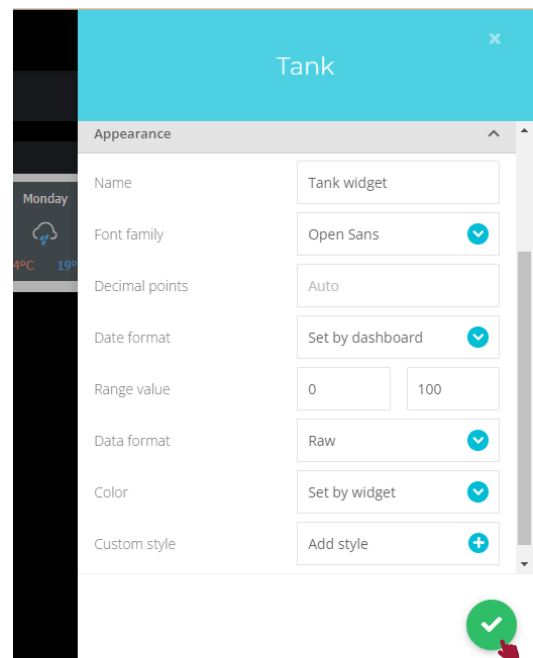 Tank
Appearance
Name Tank widget
Font family Open Sans
Decimal points Auto
Date format Set by dashboard
Range value 0 100
Data format Raw
Color Set by widget
Custom style Add style
Monday
4°C 19°